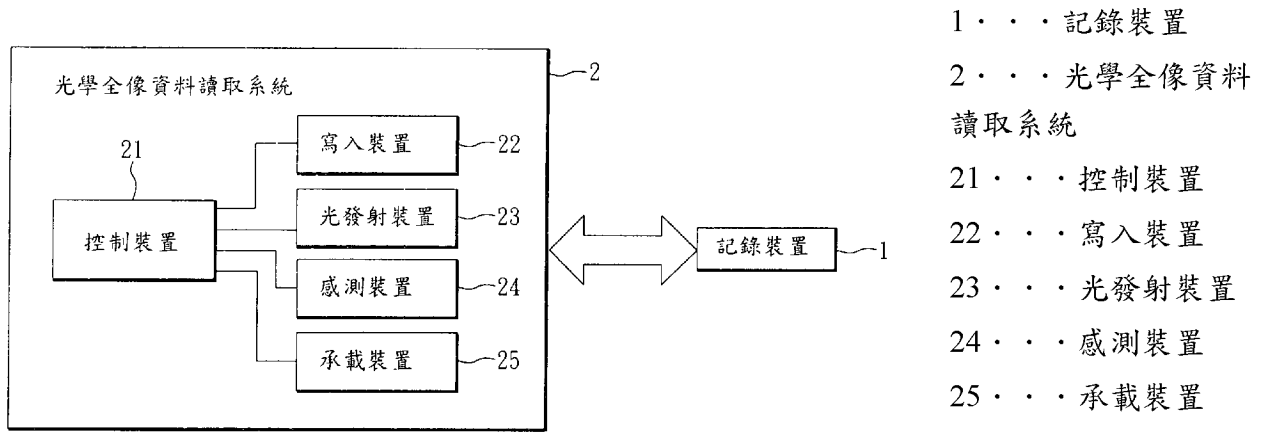 光學全像資料讀取系統
2
21
控制裝置
寫入裝置
22
光發射裝置
23
感測裝置
24
承載裝置
25
記錄裝置
1
1···記錄裝置
2···光學全像資料
讀取系統
21···控制裝置
22···寫入裝置
23···光發射裝置
24···感測裝置
25···承載裝置